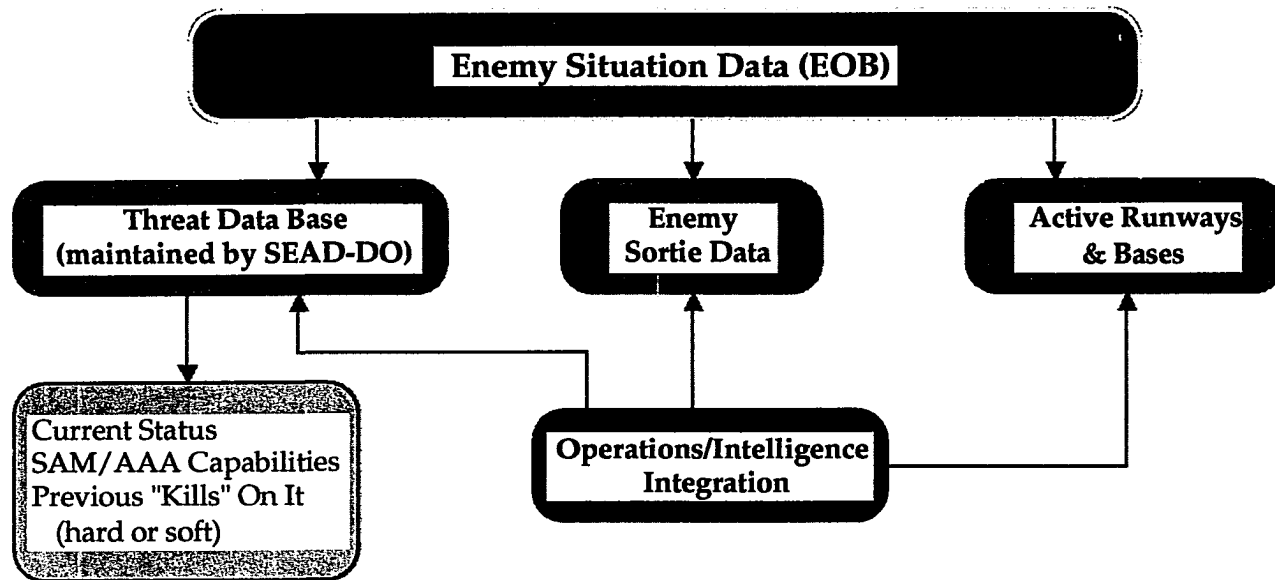 Enemy Situation Data (EOB)
Threat Data Base
(maintained by SEAD-DO)
Enemy
Sortie Data
Active Runways
& Bases
Current Status
SAM/AAA Capabilities
Previous "Kills" On It
(hard or soft)
Operations/Intelligence
Integration